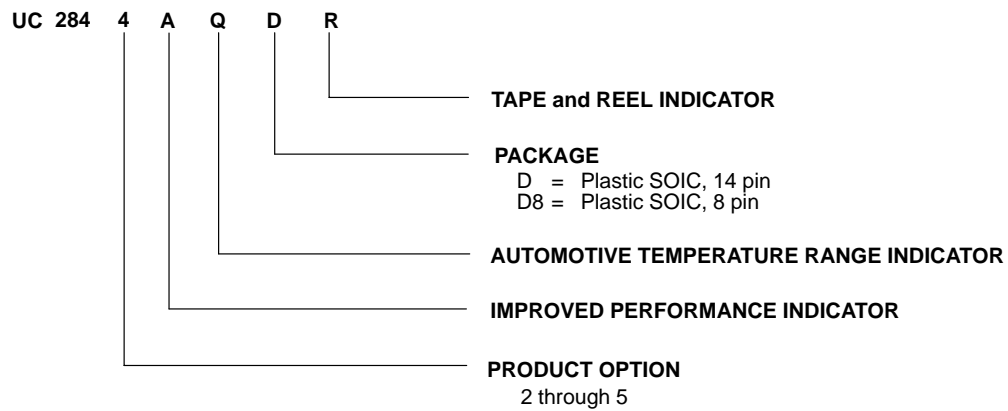 UC 284 4 A Q D R
TAPE and REEL INDICATOR
PACKAGE
D = Plastic SOIC, 14 pin
D8 = Plastic SOIC, 8 pin
AUTOMOTIVE TEMPERATURE RANGE INDICATOR
IMPROVED PERFORMANCE INDICATOR
PRODUCT OPTION
2 through 5